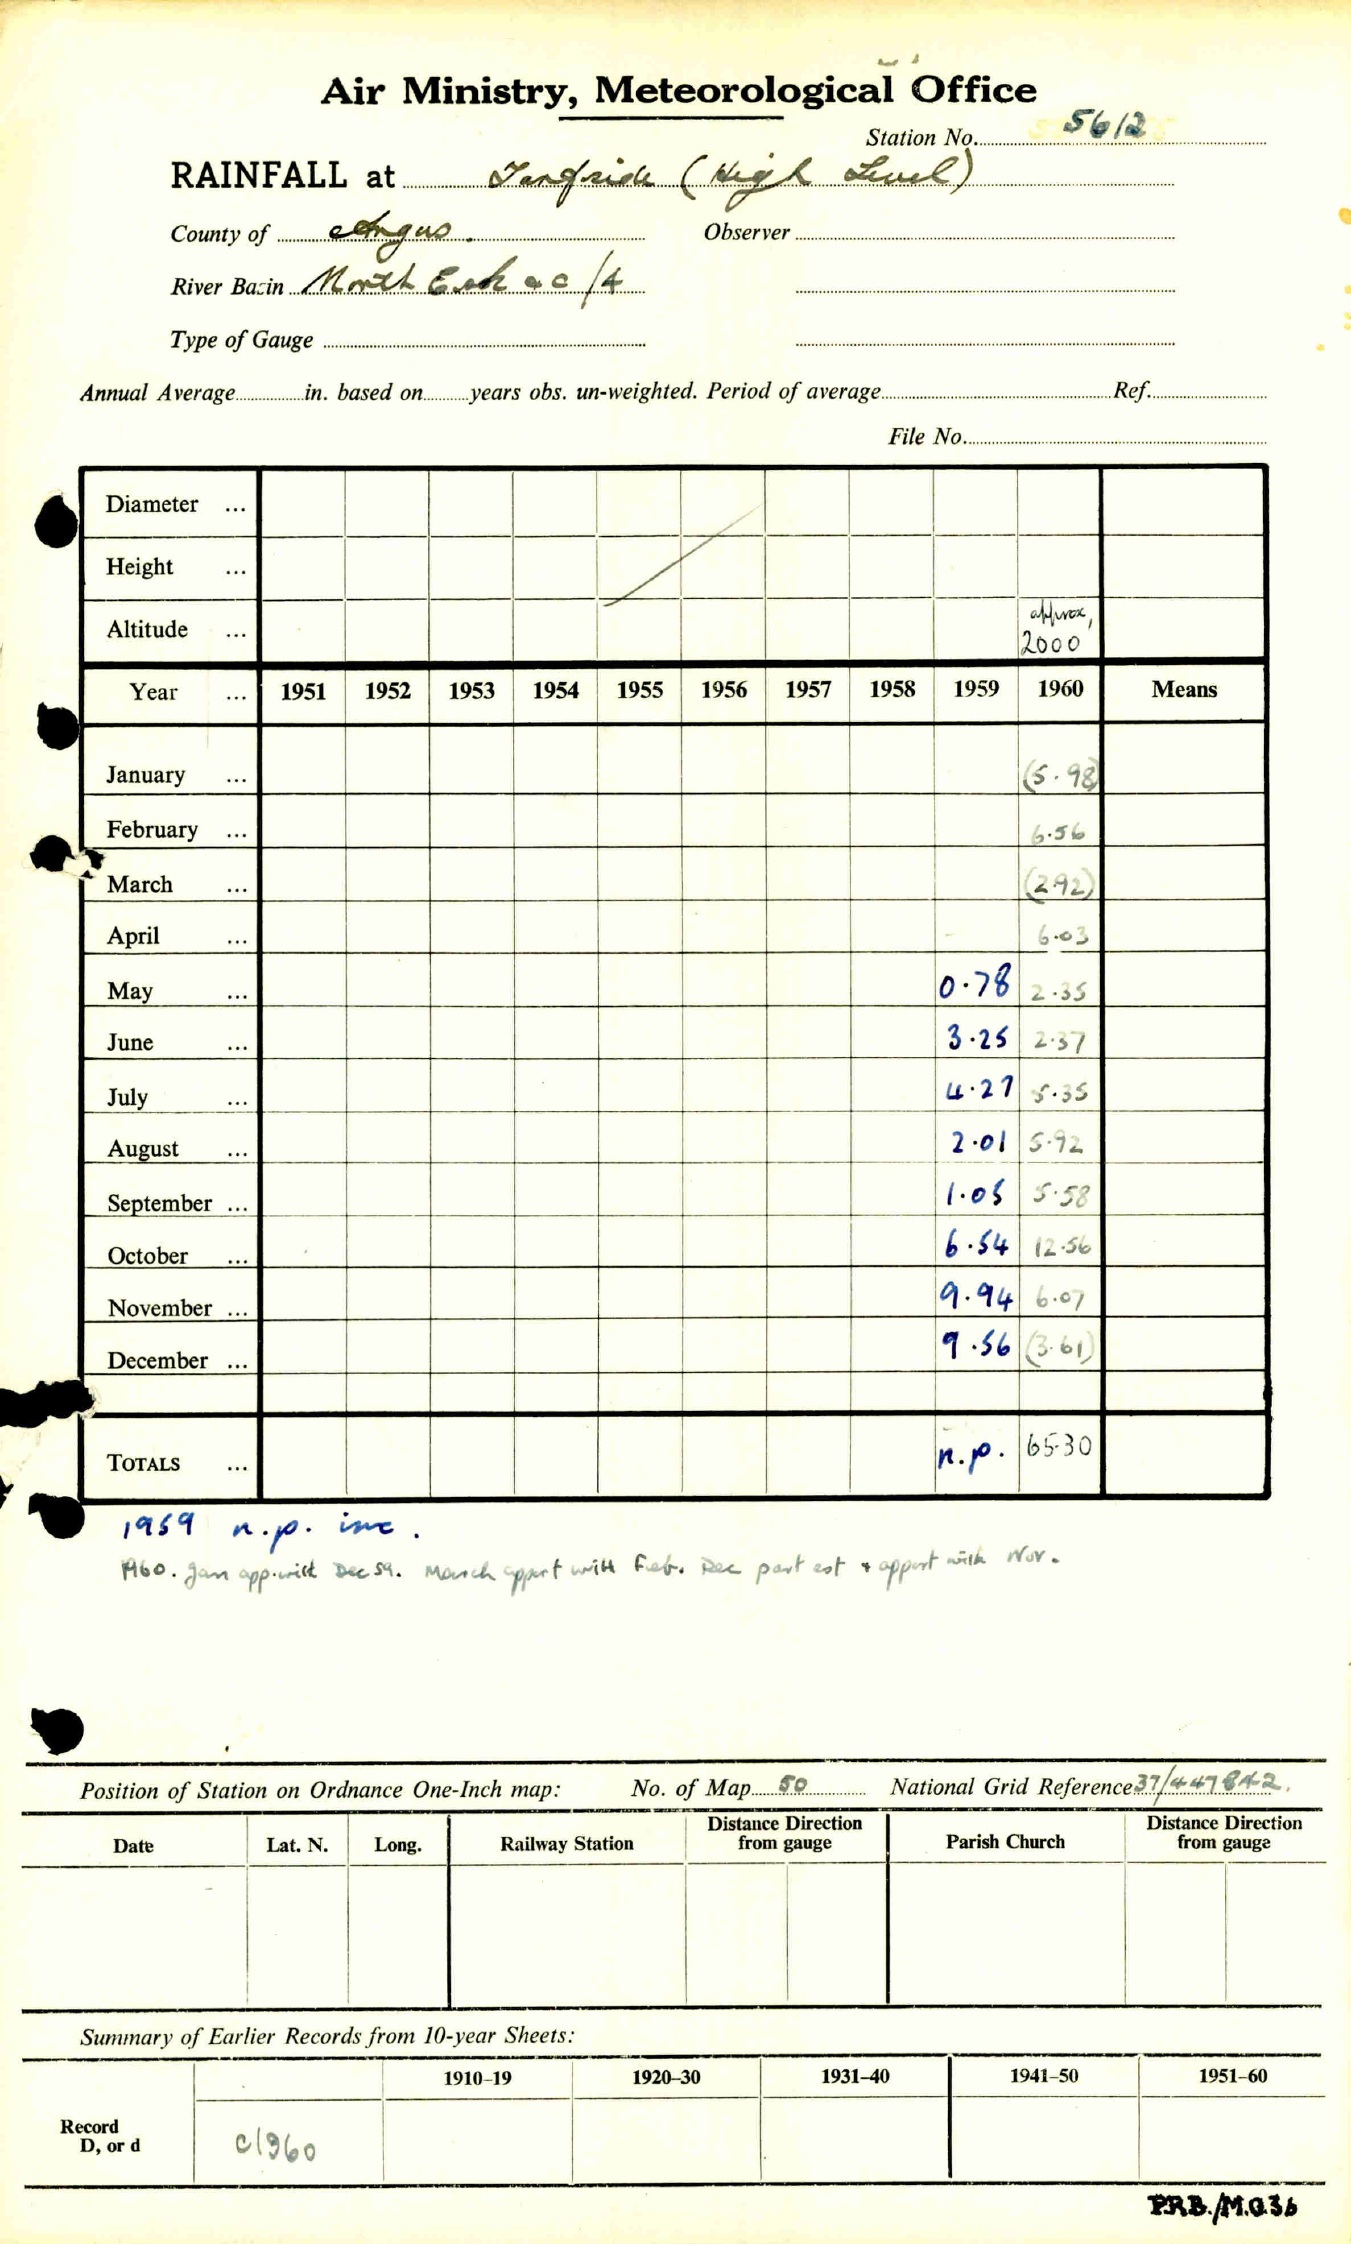 Air Ministry, Meteorological Office
Station No. 5612
RAINFALL at Tarfside (High Level)
County of Angus. Observer
River Basin North Esk &c /4
Type of Gauge
Annual Average in. based on years obs. un-weighted. Period of average Ref.
File No.
Diameter ...
Height ...
Altitude ... approx, 2000
Year ... 1951 1952 1953 1954 1955 1956 1957 1958 1959 1960 Means
January ... (5.98)
February ... 6.56
March ... (2.92)
April ... 6.03
May ... 0.78 2.35
June ... 3.25 2.37
July ... 4.27 5.35
August ... 2.01 5.92
September ... 1.05 5.58
October ... 6.54 12.56
November ... 9.94 6.07
December ... 9.56 (3.61)
TOTALS ... n.p. 65.30
1959 n.p. inc.
1960. Jan app. with Dec 59. March apport with Feb. Dec part est & apport with Nov.
Position of Station on Ordnance One-Inch map: No. of Map 50 National Grid Reference 37/447842.
Date Lat. N. Long. Railway Station Distance Direction from gauge Parish Church Distance Direction from gauge
Summary of Earlier Records from 10-year Sheets:
1910–19 1920–30 1931–40 1941–50 1951–60
Record D, or d c1960
P.R.B./M.O.36